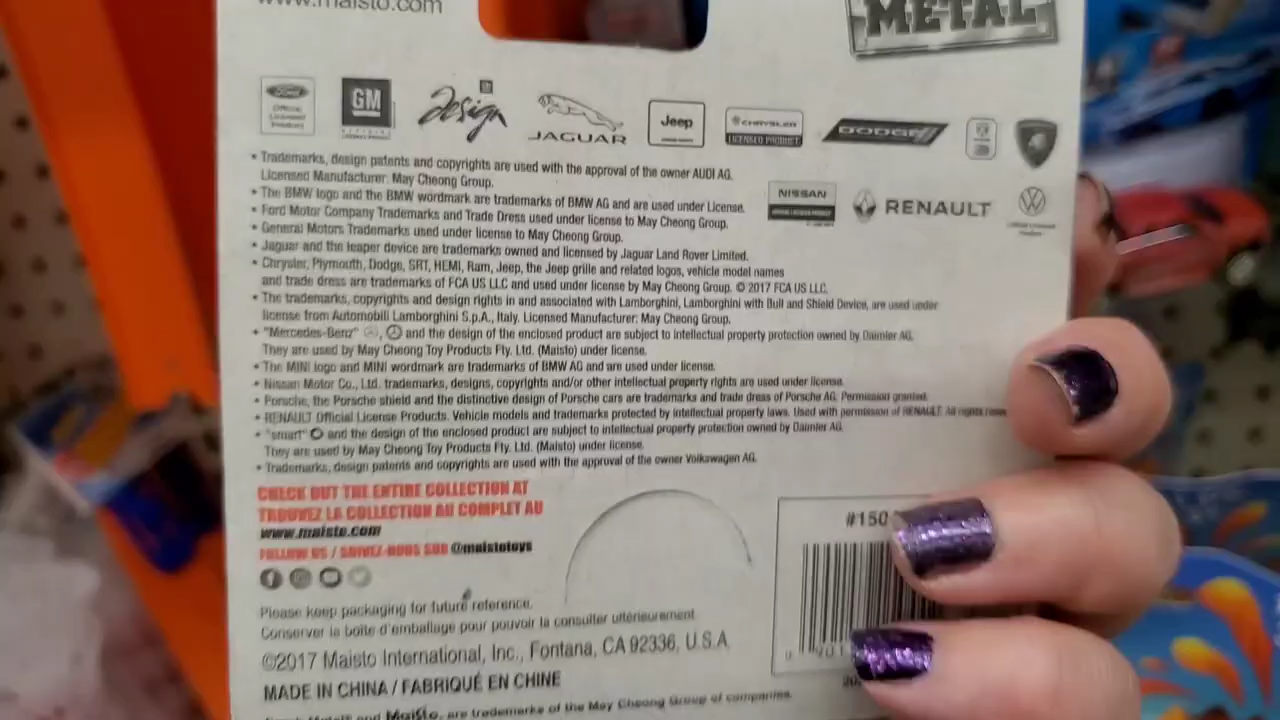 www.maisto.com
METAL
Ford
Official
Licensed
Product
GM
Design
JAGUAR
Jeep
CHRYSLER
LICENSED PRODUCT
DODGE
• Trademarks, design patents and copyrights are used with the approval of the owner AUDI AG.
Licensed Manufacturer: May Cheong Group.
• The BMW logo and the BMW wordmark are trademarks of BMW AG and are used under License.
• Ford Motor Company Trademarks and Trade Dress used under license to May Cheong Group.
• General Motors Trademarks used under license to May Cheong Group.
• Jaguar and the leaper device are trademarks owned and licensed by Jaguar Land Rover Limited.
• Chrysler, Plymouth, Dodge, SRT, HEMI, Ram, Jeep, the Jeep grille and related logos, vehicle model names
and trade dress are trademarks of FCA US LLC and used under license by May Cheong Group. © 2017 FCA US LLC.
• The trademarks, copyrights and design rights in and associated with Lamborghini, Lamborghini with Bull and Shield Device, are used under
license from Automobili Lamborghini S.p.A., Italy. Licensed Manufacturer: May Cheong Group.
• "Mercedes-Benz" , and the design of the enclosed product are subject to intellectual property protection owned by Daimler AG.
They are used by May Cheong Toy Products Fty. Ltd. (Maisto) under license.
• The MINI logo and MINI wordmark are trademarks of BMW AG and are used under license.
• Nissan Motor Co., Ltd. trademarks, designs, copyrights and/or other intellectual property rights are used under license.
• Porsche, the Porsche shield and the distinctive design of Porsche cars are trademarks and trade dress of Porsche AG. Permission granted.
• RENAULT Official License Products. Vehicle models and trademarks protected by intellectual property laws. Used with permission of RENAULT. All rights
• "smart" and the design of the enclosed product are subject to intellectual property protection owned by Daimler AG.
They are used by May Cheong Toy Products Fty. Ltd. (Maisto) under license.
• Trademarks, design patents and copyrights are used with the approval of the owner Volkswagen AG.
NISSAN
RENAULT
CHECK OUT THE ENTIRE COLLECTION AT
TROUVEZ LA COLLECTION AU COMPLET AU
www.maisto.com
FOLLOW US / SUIVEZ-NOUS SUR @maistotoys
Please keep packaging for future reference.
Conserver la boîte d'emballage pour pouvoir la consulter ultérieurement
©2017 Maisto International, Inc., Fontana, CA 92336, U.S.A.
MADE IN CHINA / FABRIQUÉ EN CHINE
and Maisto, are trademarks of the May Cheong Group of companies.
#150